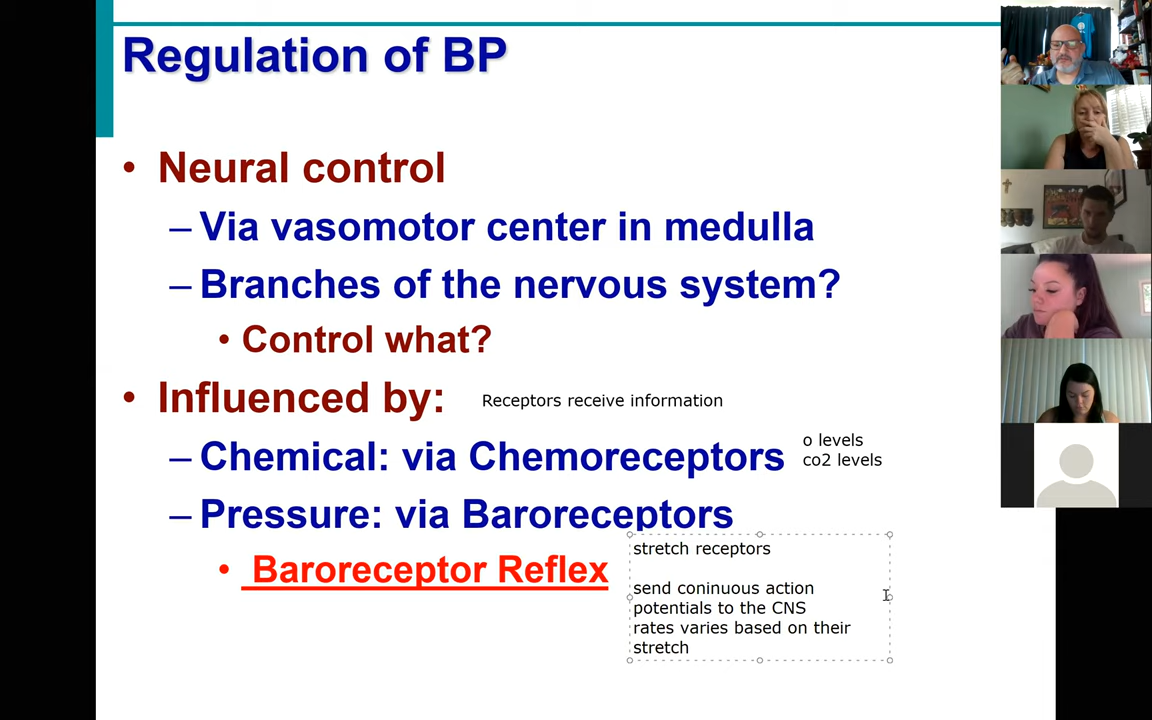 Regulation of BP
• Neural control
– Via vasomotor center in medulla
– Branches of the nervous system?
• Control what?
• Influenced by:
Receptors receive information
– Chemical: via Chemoreceptors
o levels
co2 levels
– Pressure: via Baroreceptors
• Baroreceptor Reflex
stretch receptors
send coninuous action
potentials to the CNS
rates varies based on their
stretch